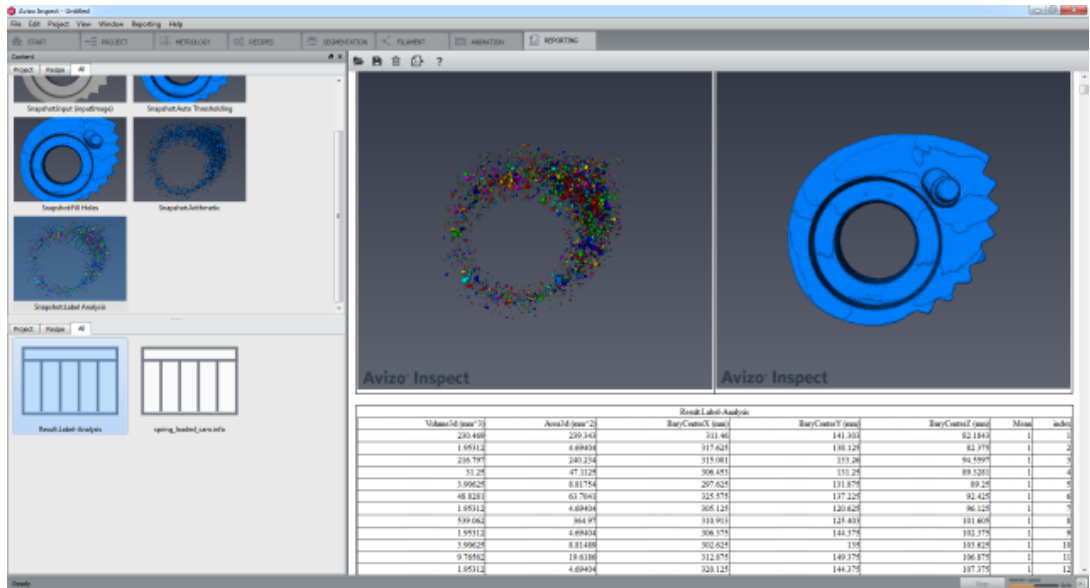 Avizo Inspect - Untitled
File Edit Project View Window Reporting Help
START PROJECT METROLOGY RECIPES SEGMENTATION FILAMENT ANIMATION REPORTING
Content
Project Recipe All
Snapshot:Input (inputImage) Snapshot:Auto Thresholding
Snapshot:Fill Holes Snapshot:Arithmetic
Snapshot:Label Analysis
Project Recipe All
Result:Label-Analysis spring_loaded_cam.info
Avizo Inspect Avizo Inspect
Result:Label-Analysis
Volume3d (mm^3) Area3d (mm^2) BaryCenterX (mm) BaryCenterY (mm) BaryCenterZ (mm) Mean index
230.469 239.343 311.46 141.303 82.1843 1 1
1.95312 4.69404 317.625 138.125 82.375 1 2
216.797 240.234 315.001 133.26 94.5597 1 3
31.25 47.1125 306.453 131.25 89.5281 1 4
3.90625 8.81754 297.625 131.875 89.25 1 5
48.8281 63.7041 325.575 137.225 92.425 1 6
1.95312 4.69404 305.125 120.625 96.125 1 7
539.062 364.97 310.913 125.403 101.605 1 8
1.95312 4.69404 306.375 144.375 102.375 1 9
3.90625 8.81489 302.625 135 103.625 1 10
9.76562 19.6186 312.875 149.375 106.875 1 11
1.95312 4.69404 320.125 144.375 107.375 1 12
Ready Stop